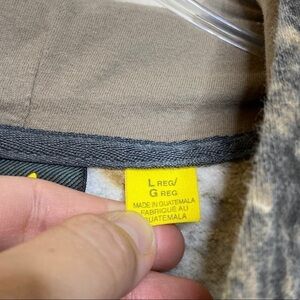 L REG/
G REG
MADE IN GUATEMALA
FABRIQUE AU
GUATEMALA